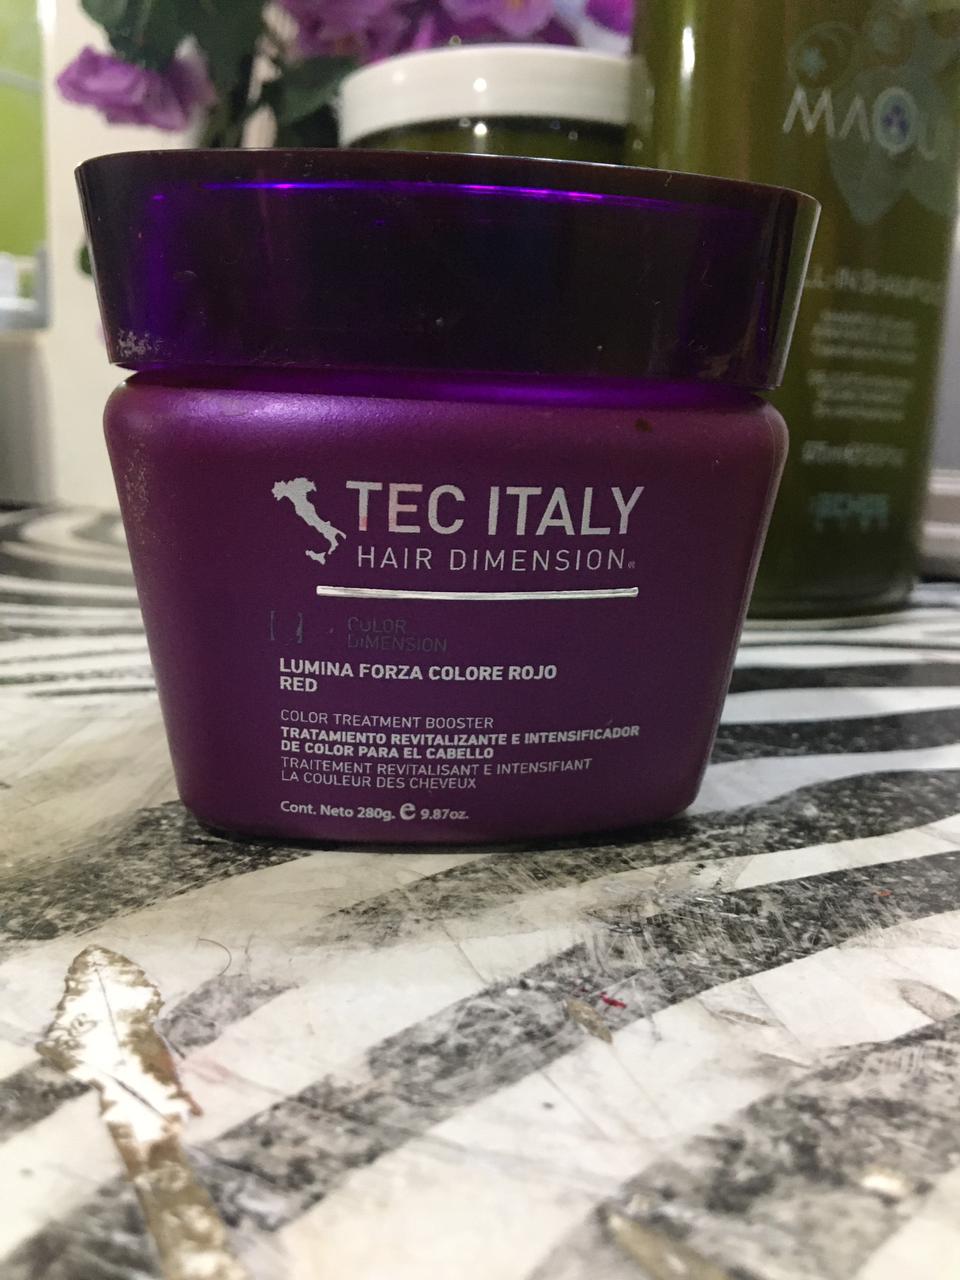 TEC ITALY
HAIR DIMENSION®
COLOR
DIMENSION
LUMINA FORZA COLORE ROJO
RED
COLOR TREATMENT BOOSTER
TRATAMIENTO REVITALIZANTE E INTENSIFICADOR
DE COLOR PARA EL CABELLO
TRAITEMENT REVITALISANT E INTENSIFIANT
LA COULEUR DES CHEVEUX
Cont. Neto 280g. e 9.87oz.
MAQUI